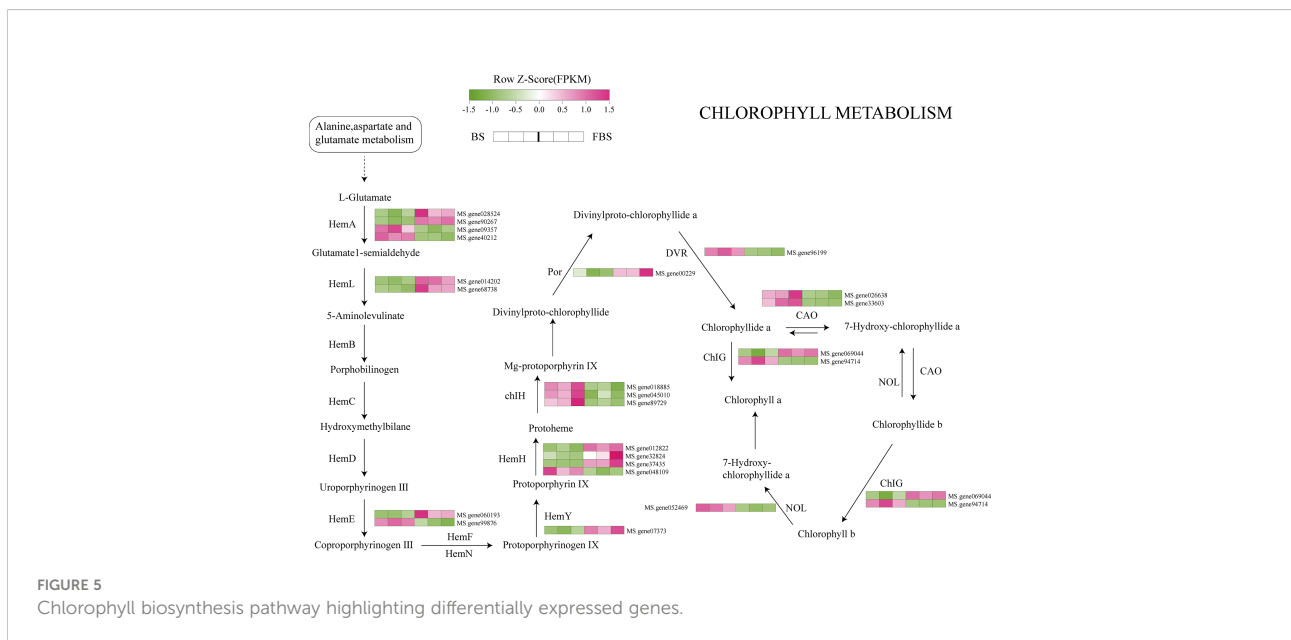 Row Z-Score(FPKM)
-1.5 -1.0 -0.5 0.0 0.5 1.0 1.5
BS FBS
CHLOROPHYLL METABOLISM
Alanine,aspartate and
glutamate metabolism
L-Glutamate
HemA
MS.gene028524
MS.gene90267
MS.gene09357
MS.gene40212
Glutamate1-semialdehyde
HemL
MS.gene014202
MS.gene68738
5-Aminolevulinate
HemB
Porphobilinogen
HemC
Hydroxymethylbilane
HemD
Uroporphyrinogen III
HemE
MS.gene060193
MS.gene99876
Coproporphyrinogen III
HemF
HemN
Protoporphyrinogen IX
HemY
MS.gene07373
Protoporphyrin IX
HemH
MS.gene012822
MS.gene32824
MS.gene37435
MS.gene048109
Protoheme
chlH
MS.gene018885
MS.gene045010
MS.gene89729
Mg-protoporphyrin IX
Divinylproto-chlorophyllide
Por
MS.gene00229
Divinylproto-chlorophyllide a
DVR
MS.gene96199
Chlorophyllide a
MS.gene026638
MS.gene33603
CAO
7-Hydroxy-chlorophyllide a
ChlG
MS.gene069044
MS.gene94714
Chlorophyll a
NOL
CAO
Chlorophyllide b
ChlG
MS.gene069044
MS.gene94714
Chlorophyll b
NOL
MS.gene052469
7-Hydroxy-
chlorophyllide a
FIGURE 5
Chlorophyll biosynthesis pathway highlighting differentially expressed genes.